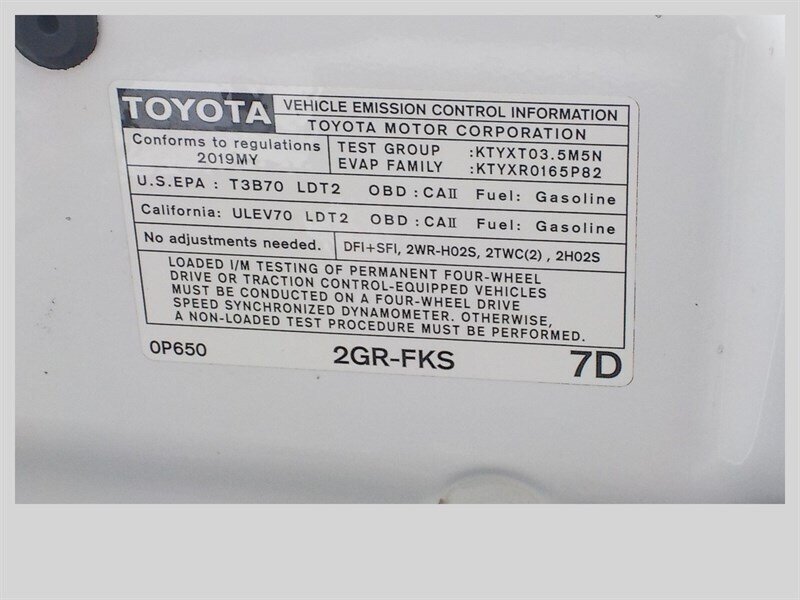 TOYOTA
VEHICLE EMISSION CONTROL INFORMATION
TOYOTA MOTOR CORPORATION
Conforms to regulations
2019MY
TEST GROUP :KTYXT03.5M5N
EVAP FAMILY :KTYXR0165P82
U.S.EPA : T3B70 LDT2 OBD : CAII Fuel: Gasoline
California: ULEV70 LDT2 OBD : CAII Fuel: Gasoline
No adjustments needed.
DFI+SFI, 2WR-HO2S, 2TWC(2) , 2HO2S
LOADED I/M TESTING OF PERMANENT FOUR-WHEEL
DRIVE OR TRACTION CONTROL-EQUIPPED VEHICLES
MUST BE CONDUCTED ON A FOUR-WHEEL DRIVE
SPEED SYNCHRONIZED DYNAMOMETER. OTHERWISE,
A NON-LOADED TEST PROCEDURE MUST BE PERFORMED.
0P650 2GR-FKS 7D